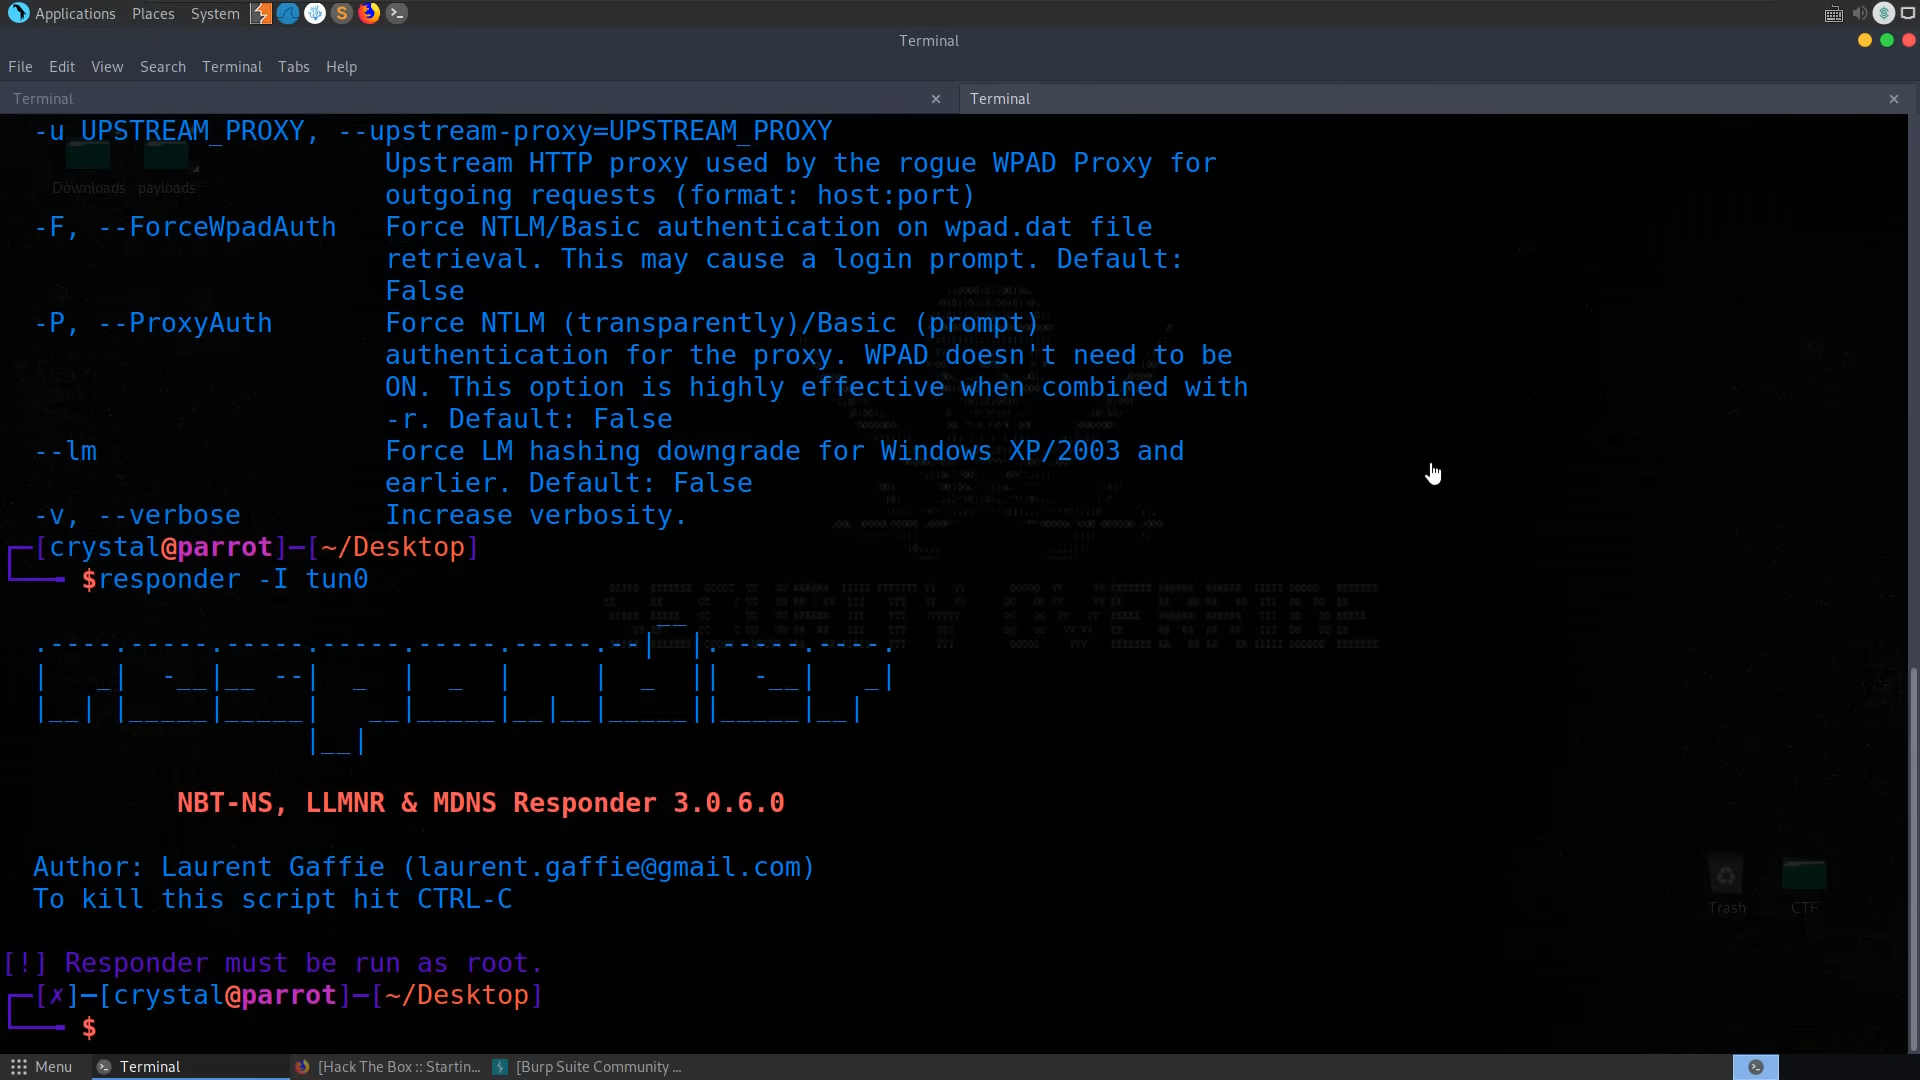 Applications Places System
Terminal
File Edit View Search Terminal Tabs Help
Terminal × Terminal ×
-u UPSTREAM_PROXY, --upstream-proxy=UPSTREAM_PROXY
Upstream HTTP proxy used by the rogue WPAD Proxy for
outgoing requests (format: host:port)
Downloads payloads
-F, --ForceWpadAuth Force NTLM/Basic authentication on wpad.dat file
retrieval. This may cause a login prompt. Default:
False
-P, --ProxyAuth Force NTLM (transparently)/Basic (prompt)
authentication for the proxy. WPAD doesn't need to be
ON. This option is highly effective when combined with
-r. Default: False
--lm Force LM hashing downgrade for Windows XP/2003 and
earlier. Default: False
-v, --verbose Increase verbosity.
[crystal@parrot]─[~/Desktop]
$responder -I tun0
NBT-NS, LLMNR & MDNS Responder 3.0.6.0
Author: Laurent Gaffie (laurent.gaffie@gmail.com)
To kill this script hit CTRL-C
Trash CTF
[!] Responder must be run as root.
[✗]─[crystal@parrot]─[~/Desktop]
$
Menu Terminal [Hack The Box :: Startin... [Burp Suite Community ...